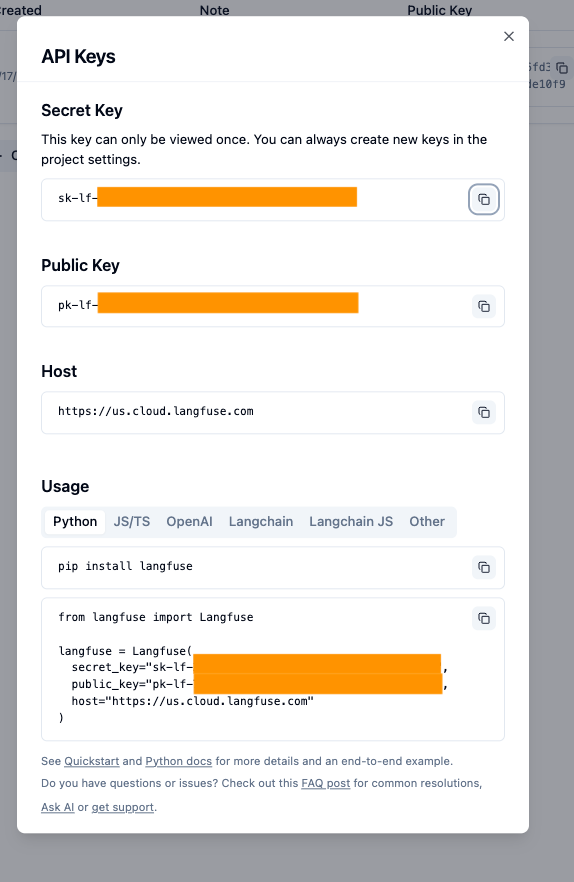 Created Note Public Key
API Keys
Secret Key
This key can only be viewed once. You can always create new keys in the
project settings.
sk-lf-
Public Key
pk-lf-
Host
https://us.cloud.langfuse.com
Usage
Python JS/TS OpenAI Langchain Langchain JS Other
pip install langfuse
from langfuse import Langfuse
langfuse = Langfuse(
secret_key="sk-lf- ,
public_key="pk-lf- ,
host="https://us.cloud.langfuse.com"
)
See Quickstart and Python docs for more details and an end-to-end example.
Do you have questions or issues? Check out this FAQ post for common resolutions,
Ask AI or get support.